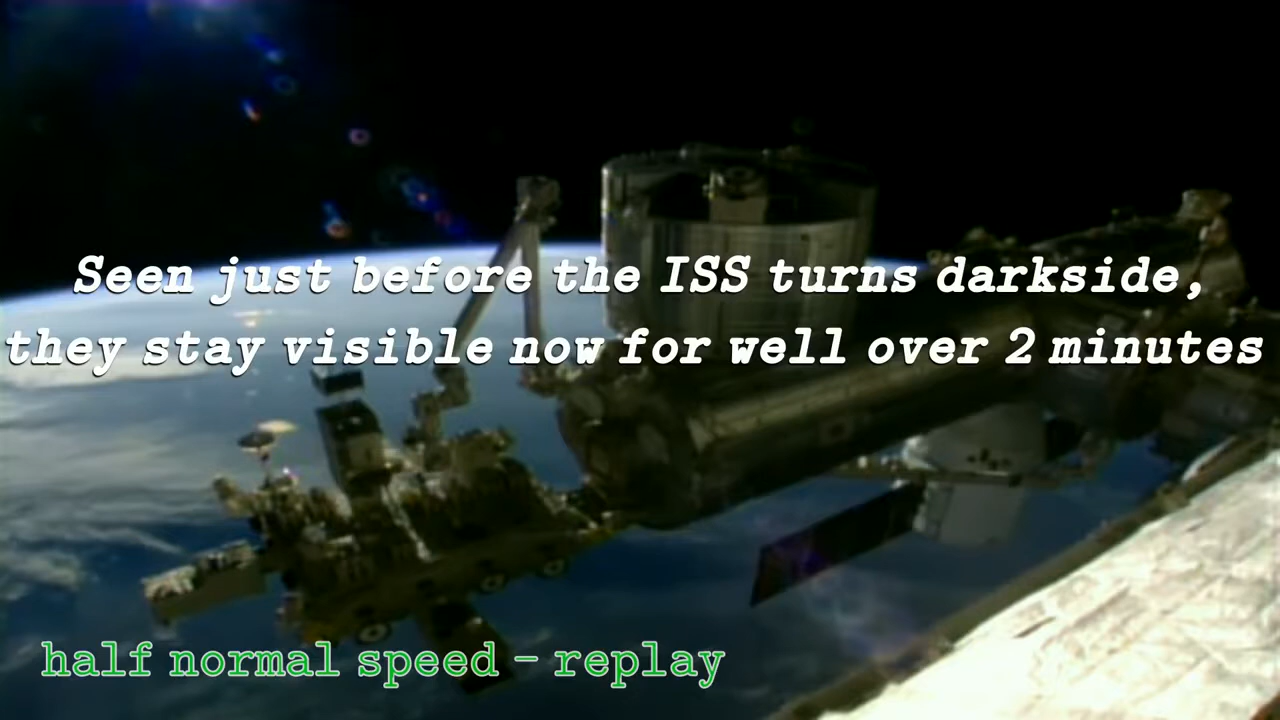 Seen just before the ISS turns darkside,
they stay visible now for well over 2 minutes
half normal speed - replay